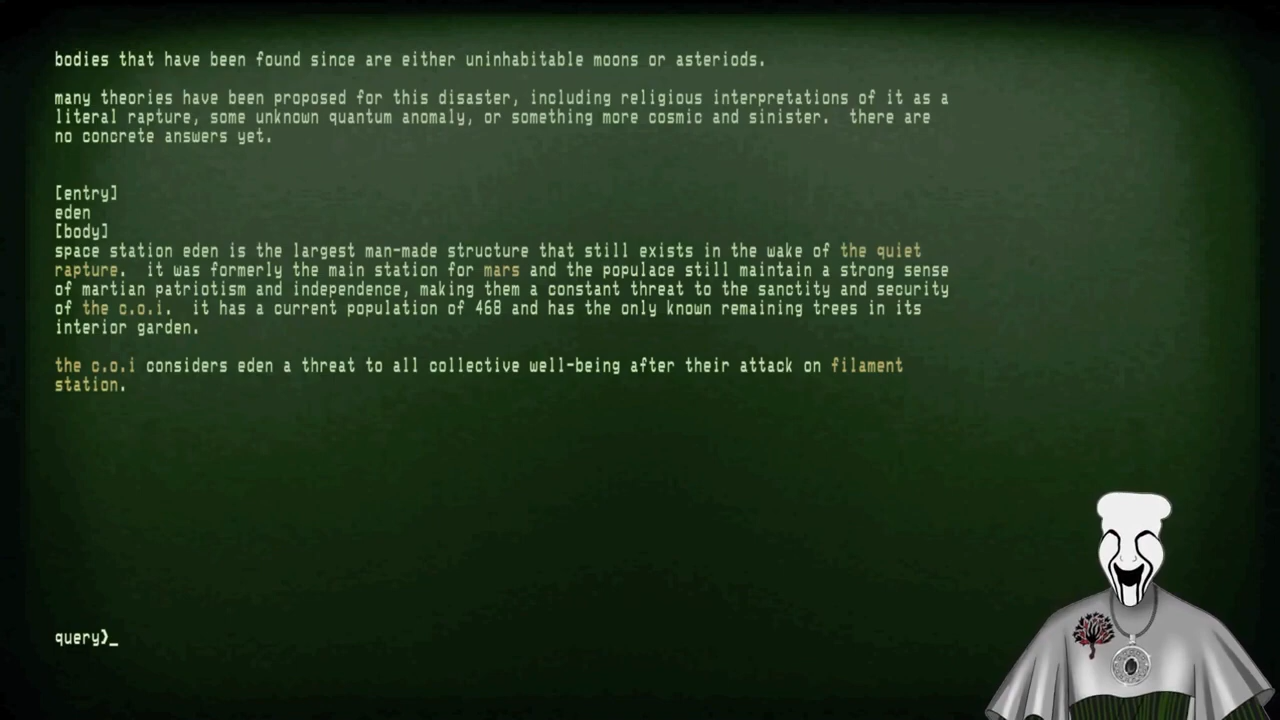 bodies that have been found since are either uninhabitable moons or asteriods.
many theories have been proposed for this disaster, including religious interpretations of it as a
literal rapture, some unknown quantum anomaly, or something more cosmic and sinister.  there are
no concrete answers yet.
[entry]
eden
[body]
space station eden is the largest man-made structure that still exists in the wake of the quiet
rapture.  it was formerly the main station for mars and the populace still maintain a strong sense
of martian patriotism and independence, making them a constant threat to the sanctity and security
of the c.o.i.  it has a current population of 468 and has the only known remaining trees in its
interior garden.
the c.o.i considers eden a threat to all collective well-being after their attack on filament
station.
query}_